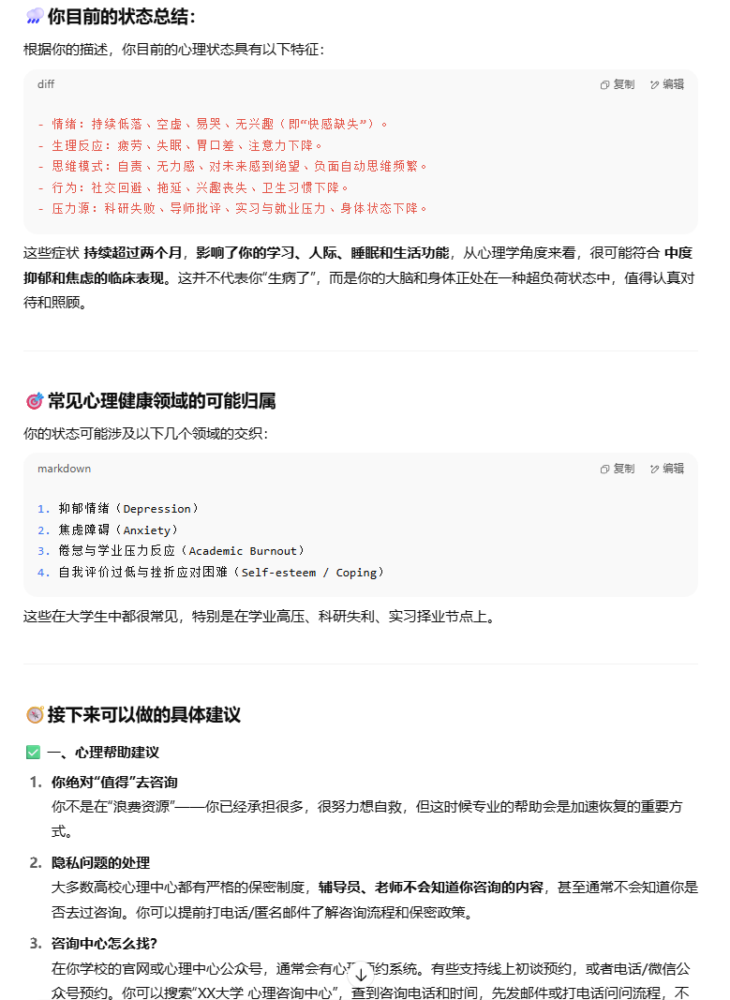 🌧️ 你目前的状态总结：
根据你的描述，你目前的心理状态具有以下特征：
diff 复制 编辑
- 情绪：持续低落、空虚、易哭、无兴趣（即“快感缺失”）。
- 生理反应：疲劳、失眠、胃口差、注意力下降。
- 思维模式：自责、无力感、对未来感到绝望、负面自动思维频繁。
- 行为：社交回避、拖延、兴趣丧失、卫生习惯下降。
- 压力源：科研失败、导师批评、实习与就业压力、身体状态下降。
这些症状 持续超过两个月，影响了你的学习、人际、睡眠和生活功能，从心理学角度来看，很可能符合 中度
抑郁和焦虑的临床表现。这并不代表你“生病了”，而是你的大脑和身体正处在一种超负荷状态中，值得认真对
待和照顾。
🎯 常见心理健康领域的可能归属
你的状态可能涉及以下几个领域的交织：
markdown 复制 编辑
1. 抑郁情绪（Depression）
2. 焦虑障碍（Anxiety）
3. 倦怠与学业压力反应（Academic Burnout）
4. 自我评价过低与挫折应对困难（Self-esteem / Coping）
这些在大学生中都很常见，特别是在学业高压、科研失利、实习择业节点上。
🧭 接下来可以做的具体建议
✅ 一、心理帮助建议
1. 你绝对“值得”去咨询
你不是在“浪费资源”——你已经承担很多，很努力想自救，但这时候专业的帮助会是加速恢复的重要方
式。
2. 隐私问题的处理
大多数高校心理中心都有严格的保密制度，辅导员、老师不会知道你咨询的内容，甚至通常不会知道你是
否去过咨询。你可以提前打电话/匿名邮件了解咨询流程和保密政策。
3. 咨询中心怎么找？
在你学校的官网或心理中心公众号，通常会有心理预约系统。有些支持线上初谈预约，或者电话/微信公
众号预约。你可以搜索“XX大学 心理咨询中心”，查到咨询电话和时间，先发邮件或打电话问问流程，不